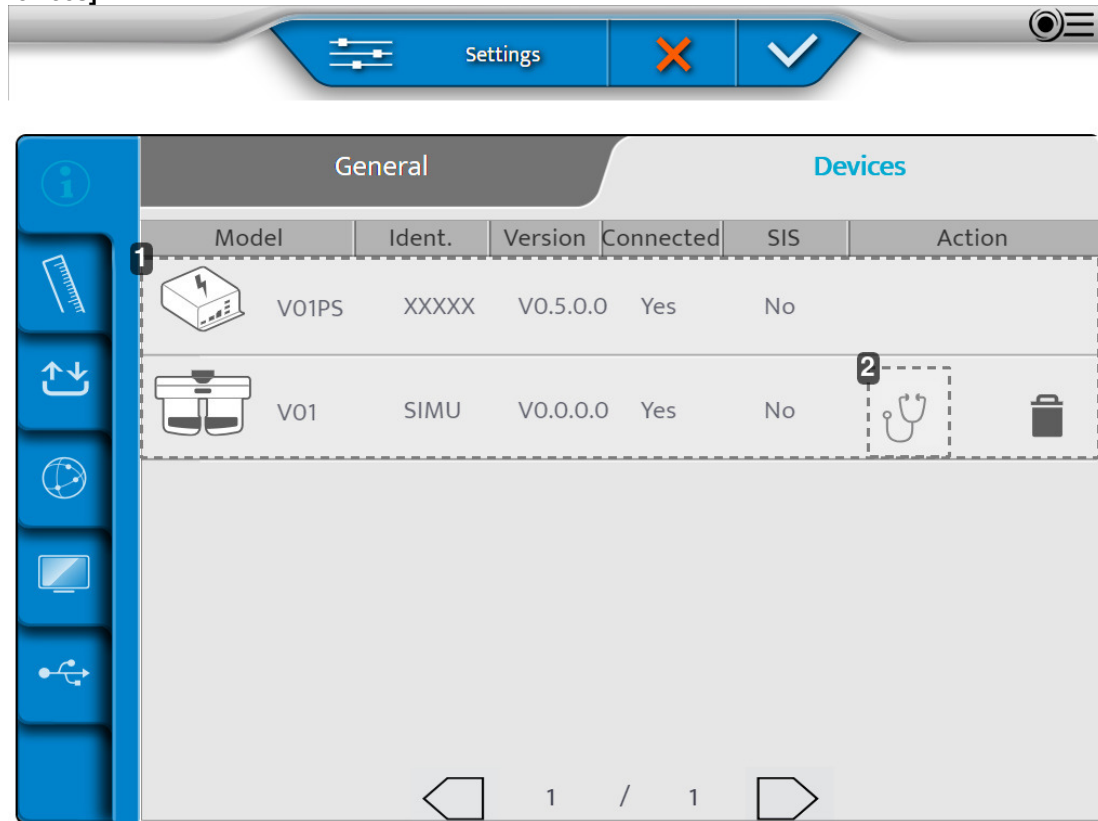 Settings
General Devices
Model Ident. Version Connected SIS Action
1
V01PS XXXXX V0.5.0.0 Yes No
2
V01 SIMU V0.0.0.0 Yes No
1 / 1